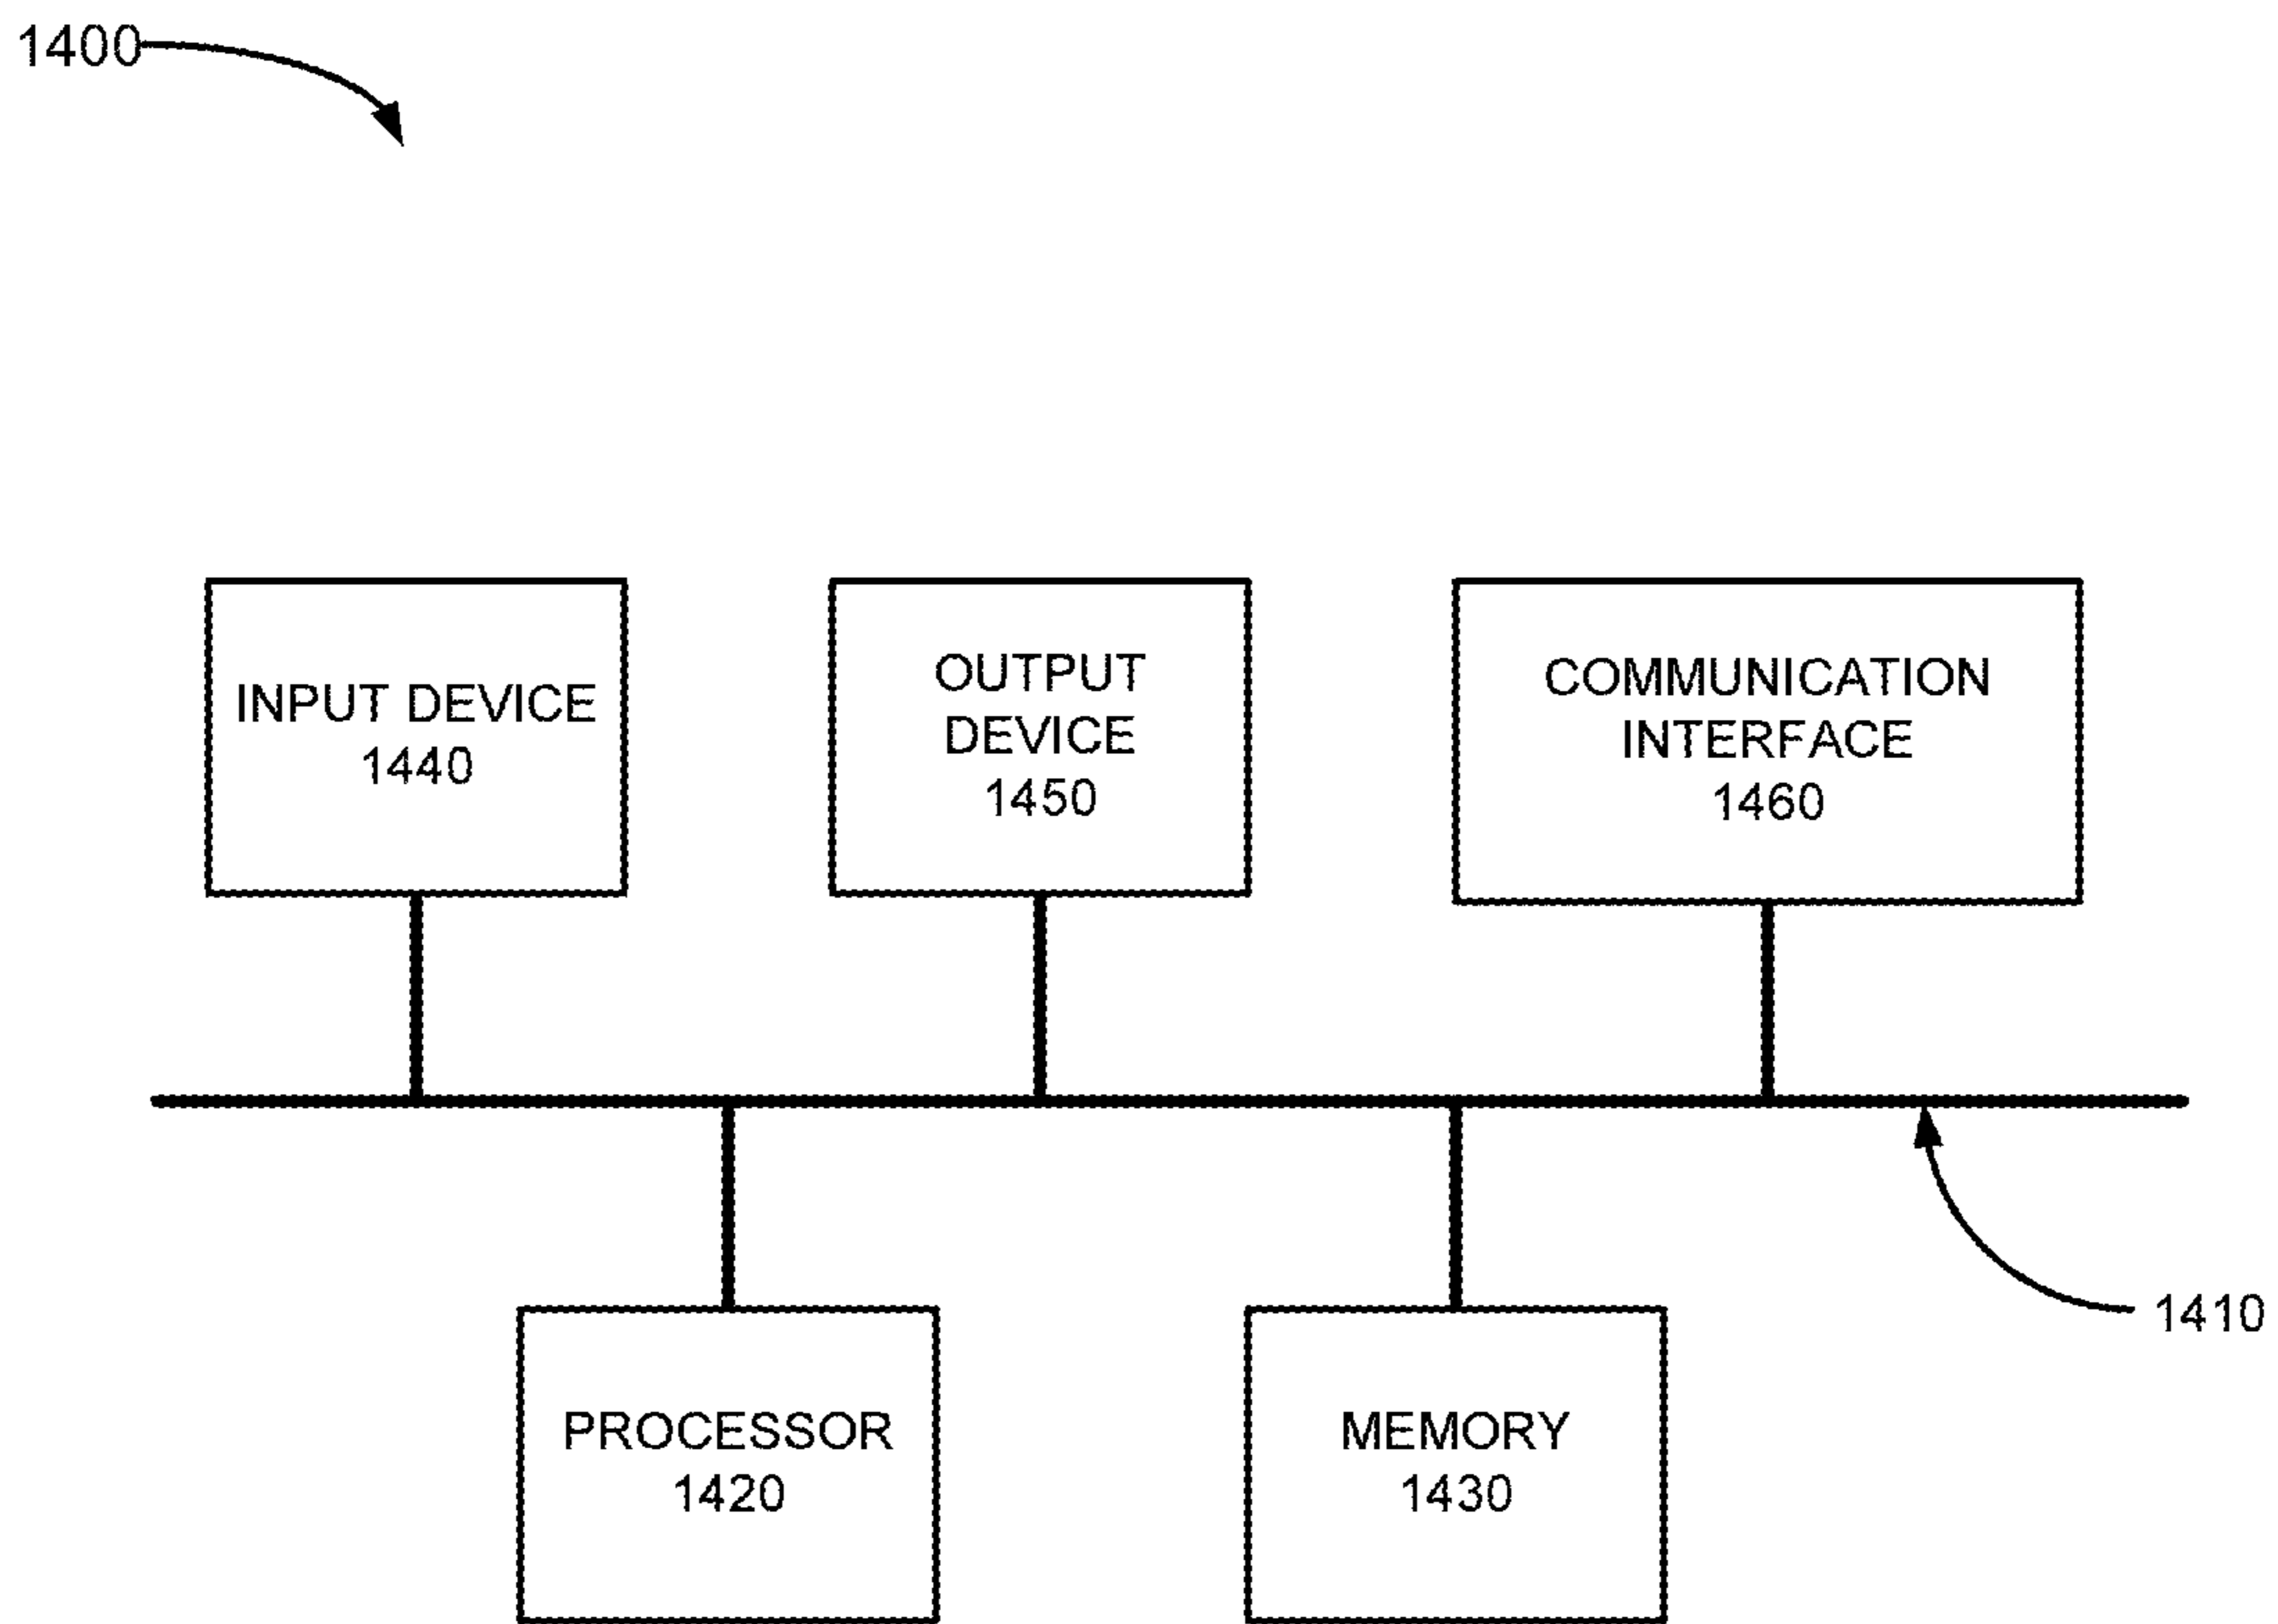 1400
INPUT DEVICE
1440
OUTPUT
DEVICE
1450
COMMUNICATION
INTERFACE
1460
1410
PROCESSOR
1420
MEMORY
1430